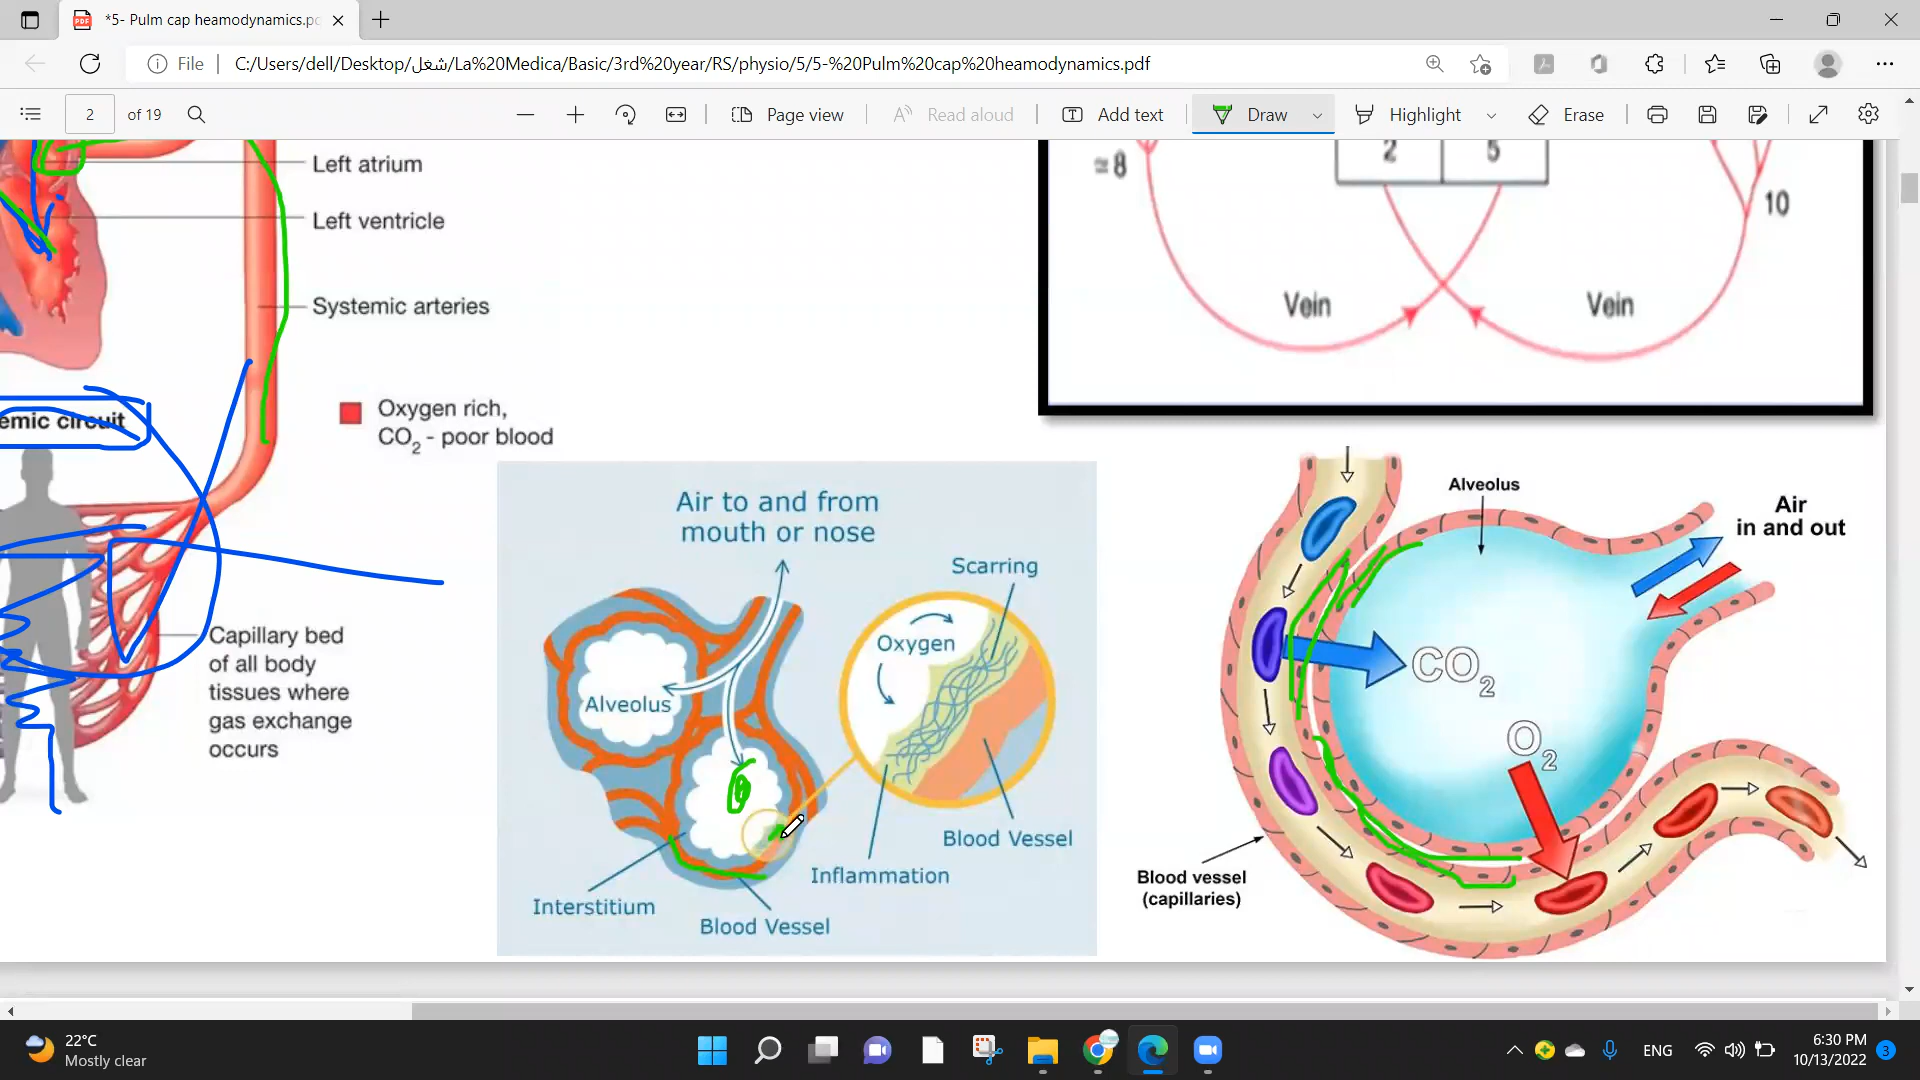 *5- Pulm cap heamodynamics.pd
File
C:/Users/dell/Desktop/شغل/La%20Medica/Basic/3rd%20year/RS/physio/5/5-%20Pulm%20cap%20heamodynamics.pdf
2 of 19
Page view
Read aloud
Add text
Draw
Highlight
Erase
Left atrium
Left ventricle
Systemic arteries
emic circuit
Oxygen rich,
CO2 - poor blood
Capillary bed
of all body
tissues where
gas exchange
occurs
≃8
2 5
10
Vein
Vein
Air to and from
mouth or nose
Scarring
Oxygen
Alveolus
Blood Vessel
Inflammation
Interstitium
Blood Vessel
Alveolus
Air
in and out
CO2
O2
Blood vessel
(capillaries)
22°C
Mostly clear
ENG
6:30 PM
10/13/2022
3